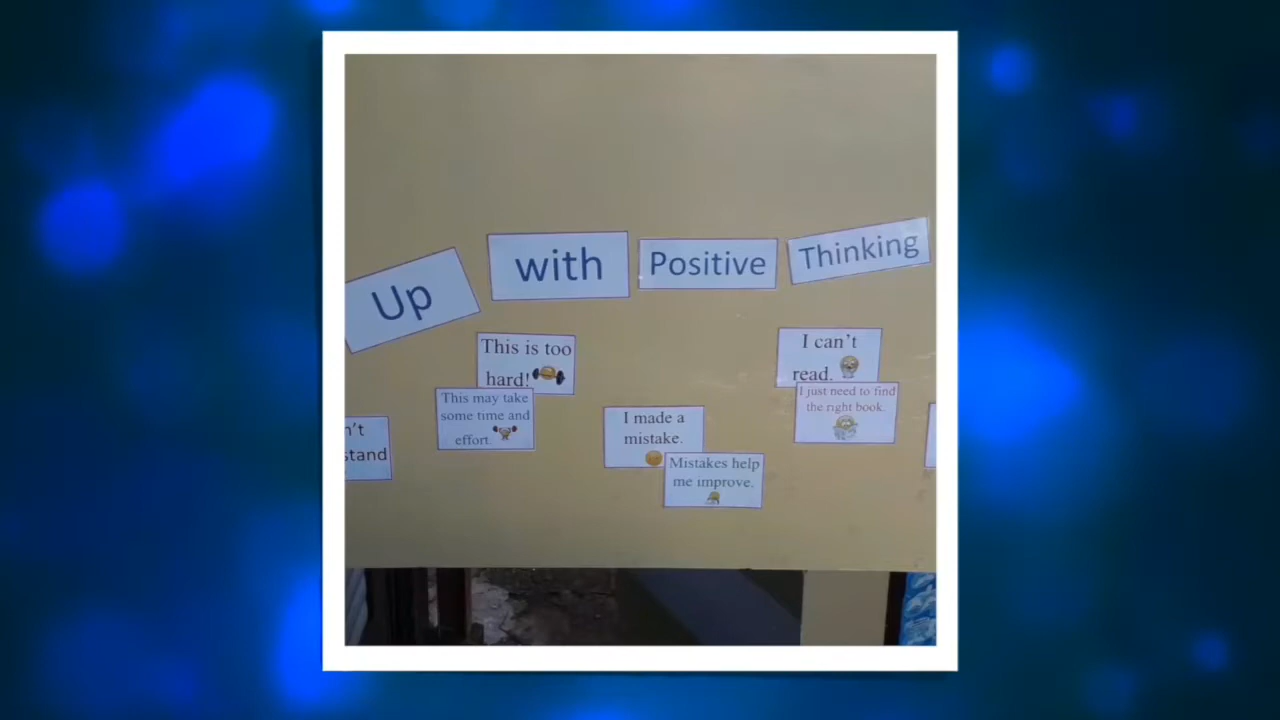 Up with Positive Thinking
This is too
hard!
This may take
some time and
effort.
I made a
mistake.
Mistakes help
me improve.
I can't
read.
I just need to find
the right book.